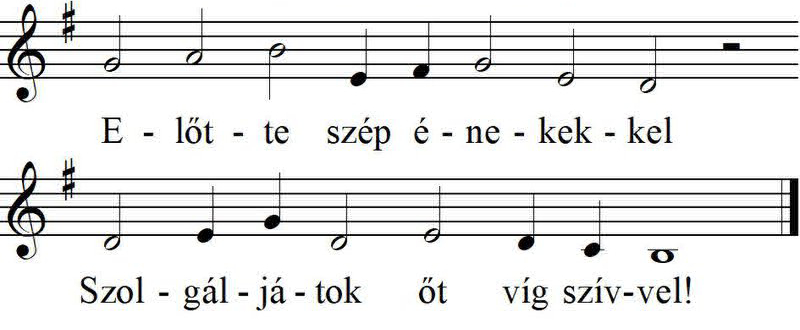 E - lőt - te szép é - ne - kek - kel
Szol - gál - já - tok őt víg szív-vel!